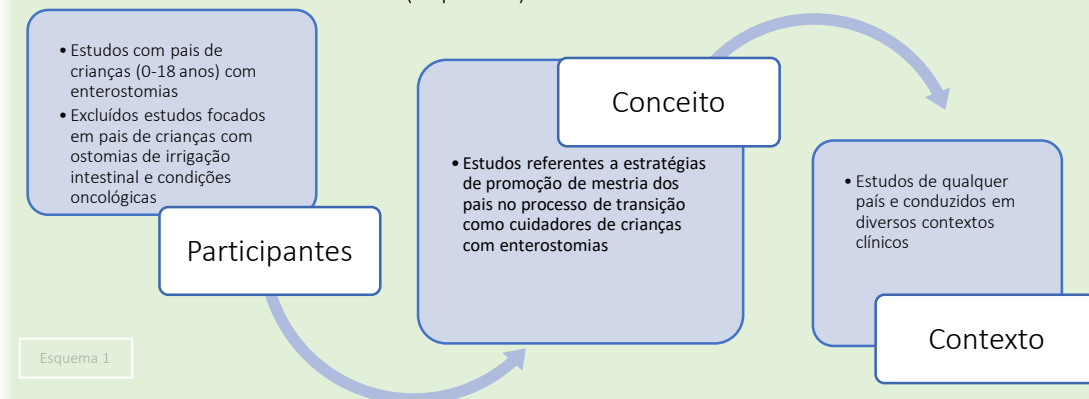 • Estudos com pais de
crianças (0-18 anos) com
enterostomias
• Excluídos estudos focados
em pais de crianças com
ostomias de irrigação
intestinal e condições
oncológicas
Participantes
Conceito
• Estudos referentes a estratégias
de promoção de mestria dos
pais no processo de transição
como cuidadores de crianças
com enterostomias
• Estudos de qualquer
país e conduzidos em
diversos contextos
clínicos
Contexto
Esquema 1